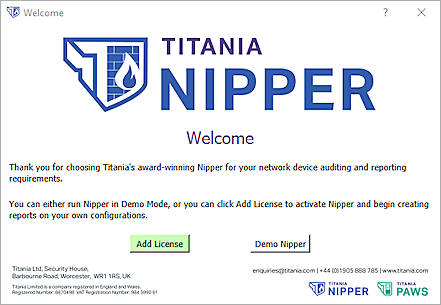 Welcome
?
TITANIA
NIPPER
Welcome
Thank you for choosing Titania's award-winning Nipper for your network device auditing and reporting
requirements.
You can either run Nipper in Demo Mode, or you can click Add License to activate Nipper and begin creating
reports on your own configurations.
Add License
Demo Nipper
Titania Ltd, Security House,
Barbourne Road, Worcester, WR1 1RS, UK
enquiries@titania.com | +44 (0)1905 888 785 | www.titania.com
Titania Limited is a company registered in England and Wales.
Registered Number: 6870498 VAT Registration Number: 984 3990 61
TITANIA
NIPPER
TITANIA
PAWS